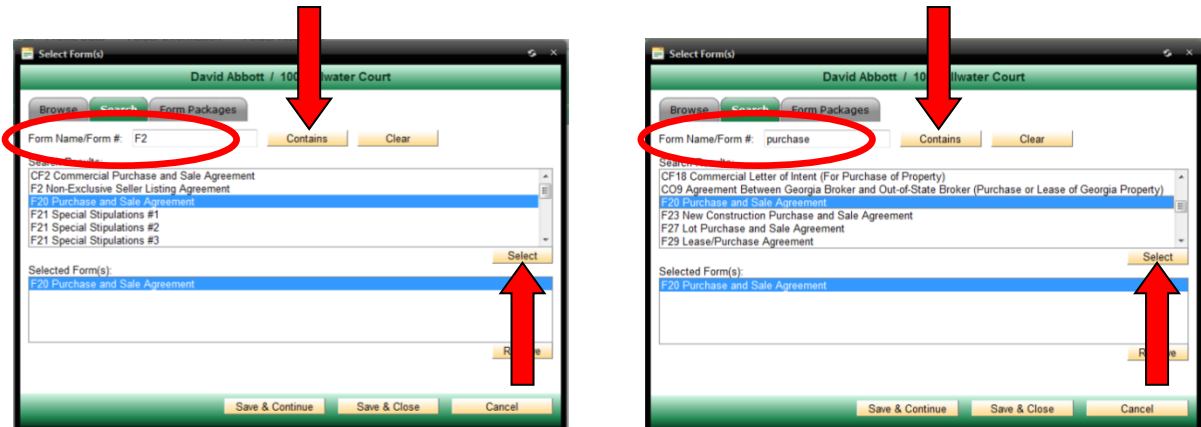 Select Form(s)
David Abbott / 100 llwater Court
Browse Search Form Packages
Form Name/Form #: F2 Contains Clear
Search Results:
CF2 Commercial Purchase and Sale Agreement
F2 Non-Exclusive Seller Listing Agreement
F20 Purchase and Sale Agreement
F21 Special Stipulations #1
F21 Special Stipulations #2
F21 Special Stipulations #3
Select
Selected Form(s):
F20 Purchase and Sale Agreement
Save & Continue Save & Close Cancel
Select Form(s)
David Abbott / 10 llwater Court
Browse Search Form Packages
Form Name/Form #: purchase Contains Clear
Search Results:
CF18 Commercial Letter of Intent (For Purchase of Property)
CO9 Agreement Between Georgia Broker and Out-of-State Broker (Purchase or Lease of Georgia Property)
F20 Purchase and Sale Agreement
F23 New Construction Purchase and Sale Agreement
F27 Lot Purchase and Sale Agreement
F29 Lease/Purchase Agreement
Select
Selected Form(s):
F20 Purchase and Sale Agreement
Save & Continue Save & Close Cancel